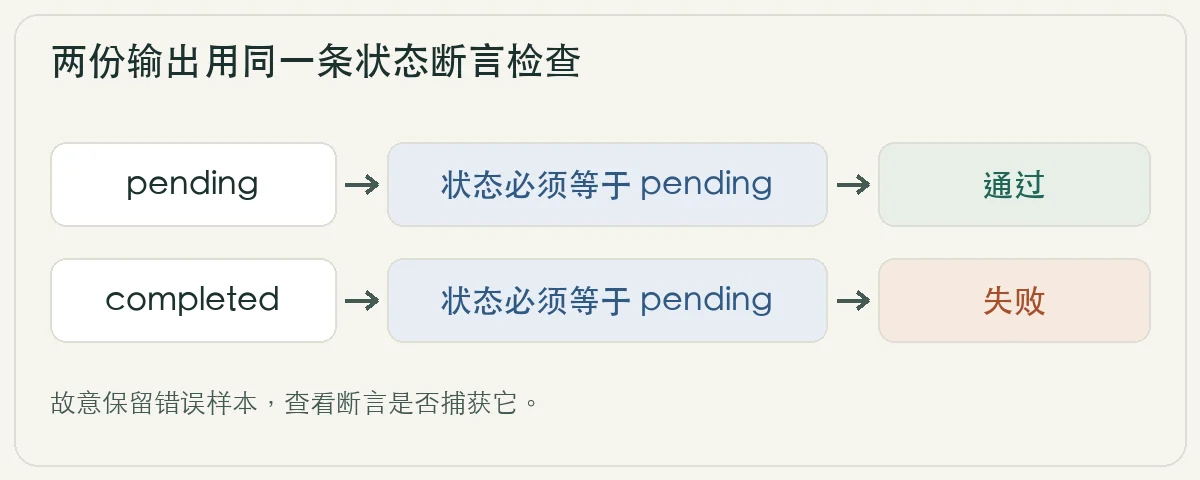 两份输出用同一条状态断言检查
pending → 状态必须等于 pending → 通过
completed → 状态必须等于 pending → 失败
故意保留错误样本，查看断言是否捕获它。